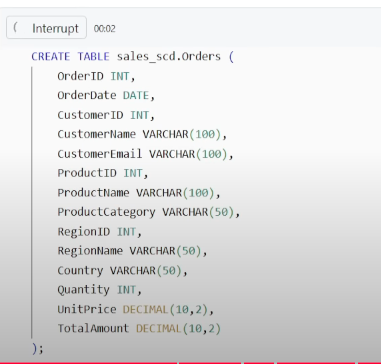 Interrupt 00:02
CREATE TABLE sales_scd.Orders (
OrderID INT,
OrderDate DATE,
CustomerID INT,
CustomerName VARCHAR(100),
CustomerEmail VARCHAR(100),
ProductID INT,
ProductName VARCHAR(100),
ProductCategory VARCHAR(50),
RegionID INT,
RegionName VARCHAR(50),
Country VARCHAR(50),
Quantity INT,
UnitPrice DECIMAL(10,2),
TotalAmount DECIMAL(10,2)
);